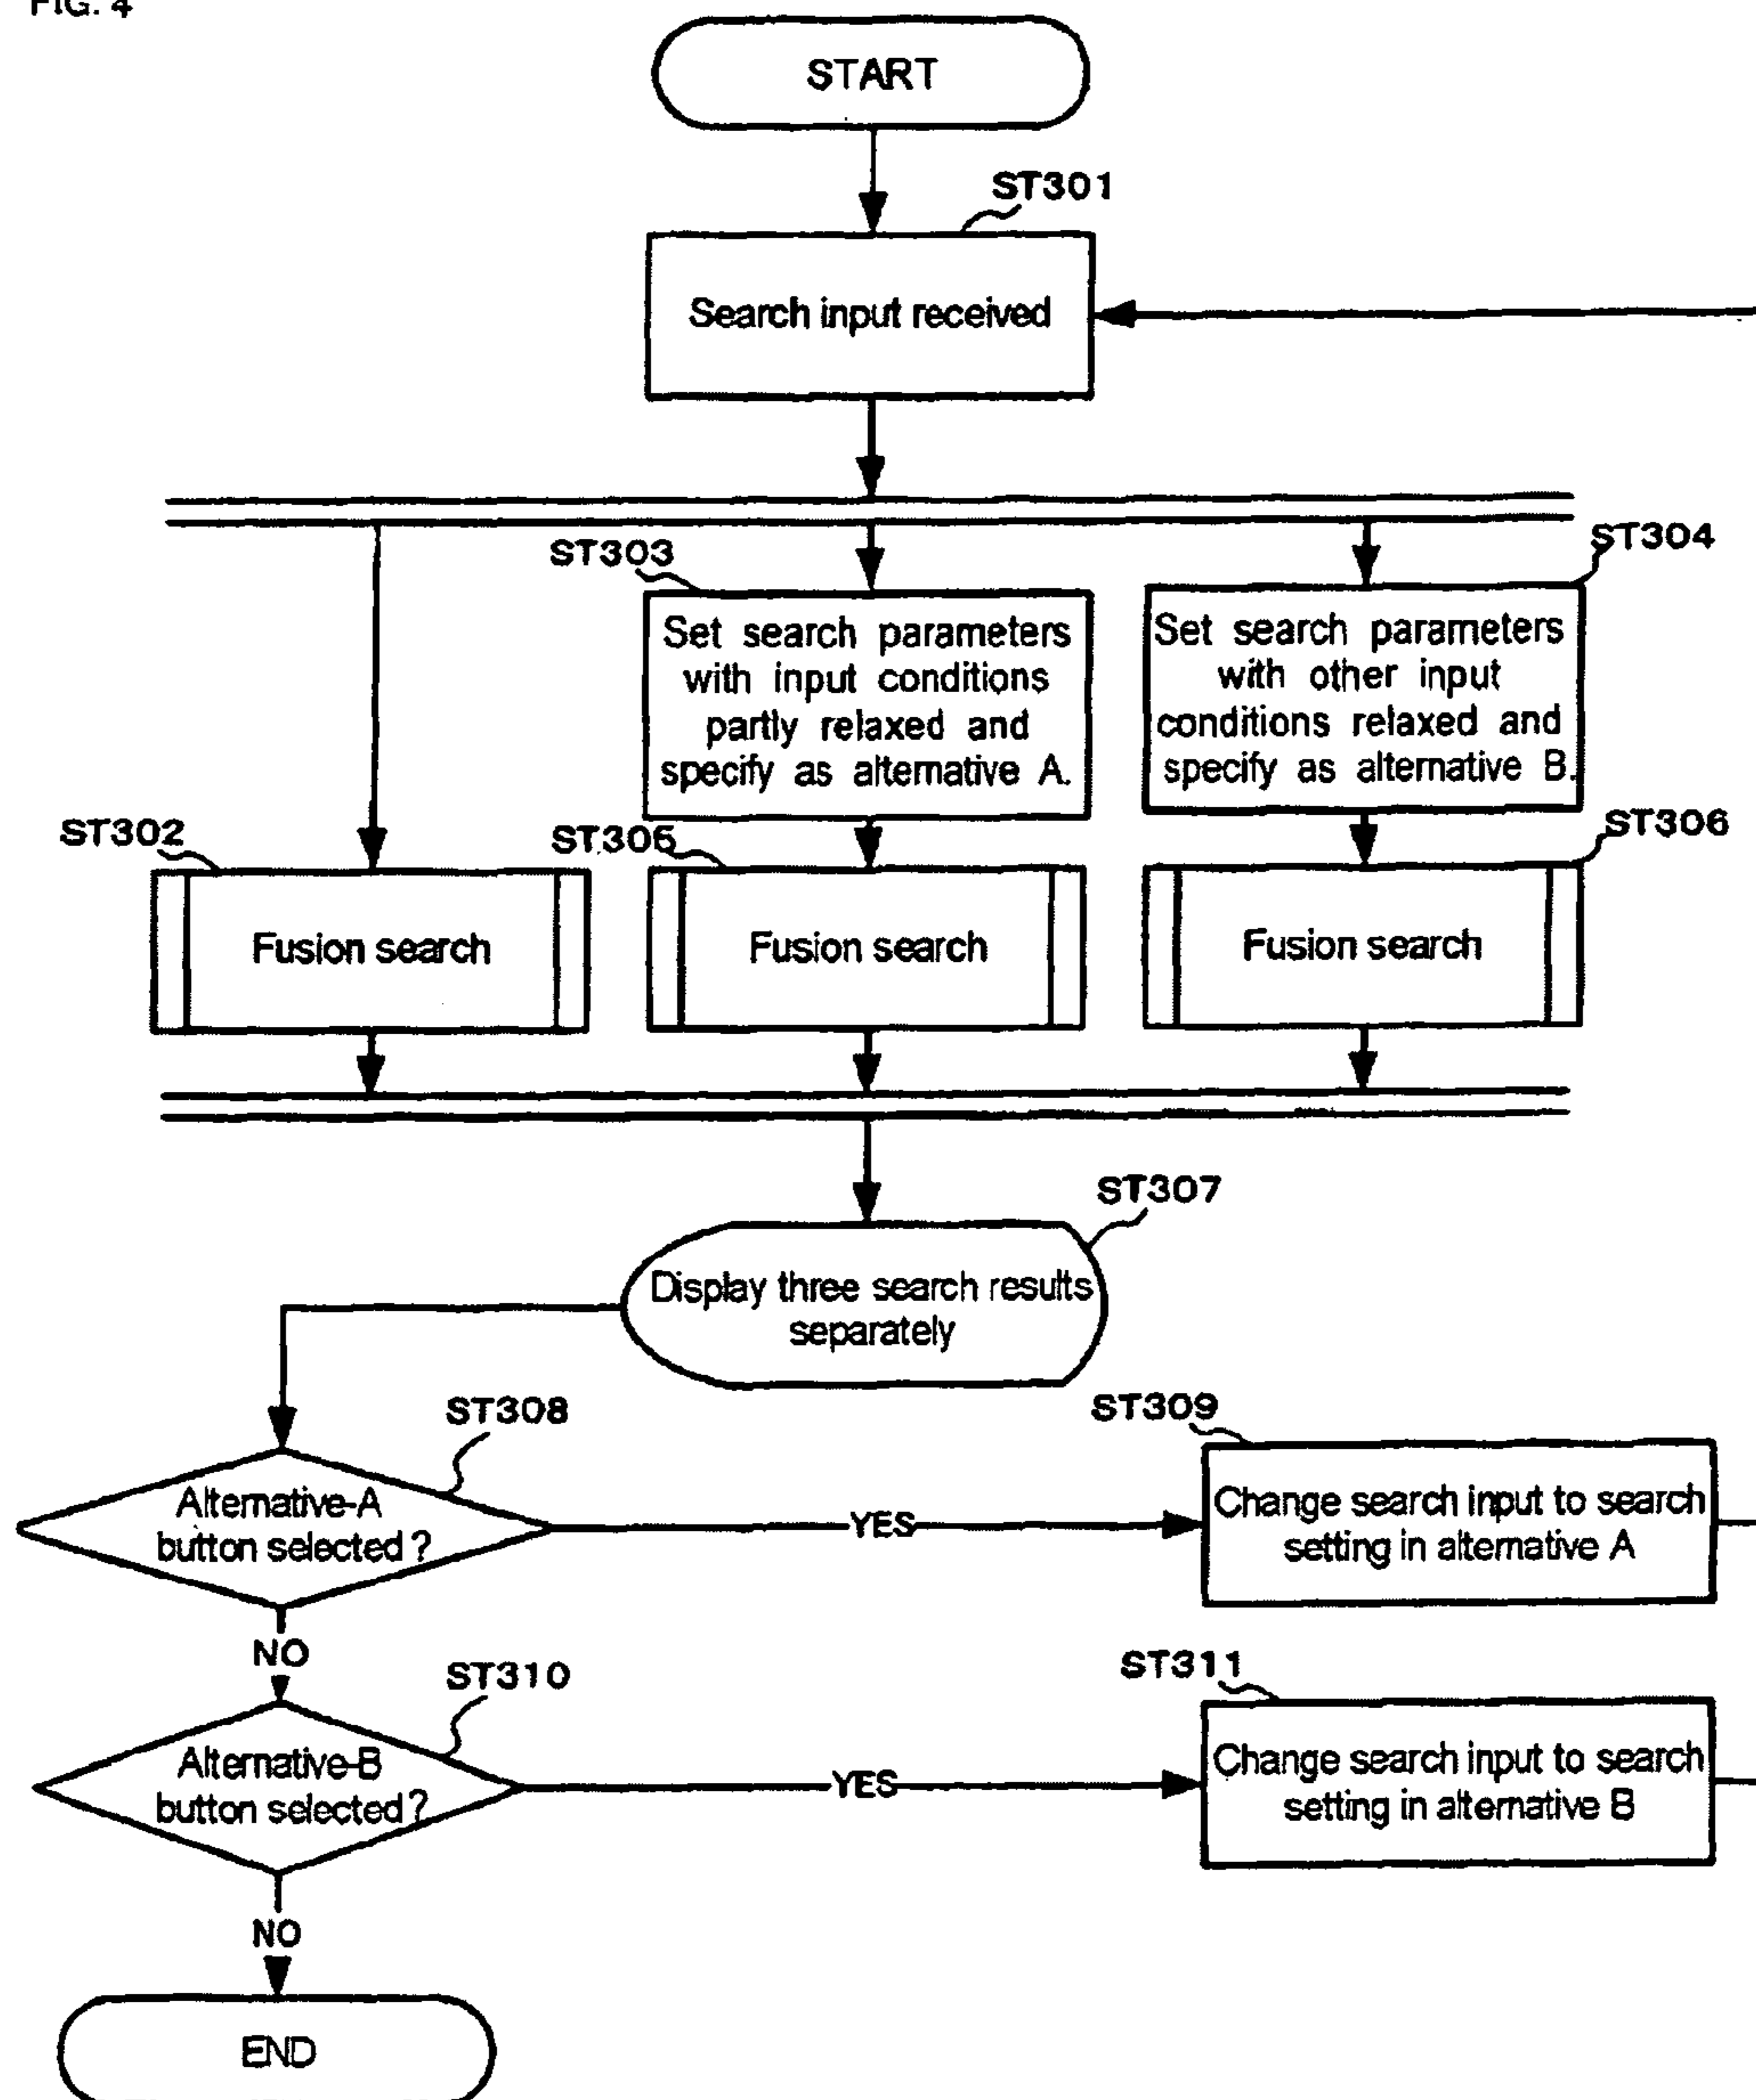 FIG. 4
START
ST301
Search input received
ST303
ST304
Set search parameters
with input conditions
partly relaxed and
specify as alternative A.
Set search parameters
with other input
conditions relaxed and
specify as alternative B.
ST302
ST305
ST306
Fusion search
Fusion search
Fusion search
ST307
Display three search results
separately
ST308
ST309
Alternative-A
button selected?
YES
Change search input to search
setting in alternative A
NO
ST310
ST311
Alternative-B
button selected?
YES
Change search input to search
setting in alternative B
NO
END